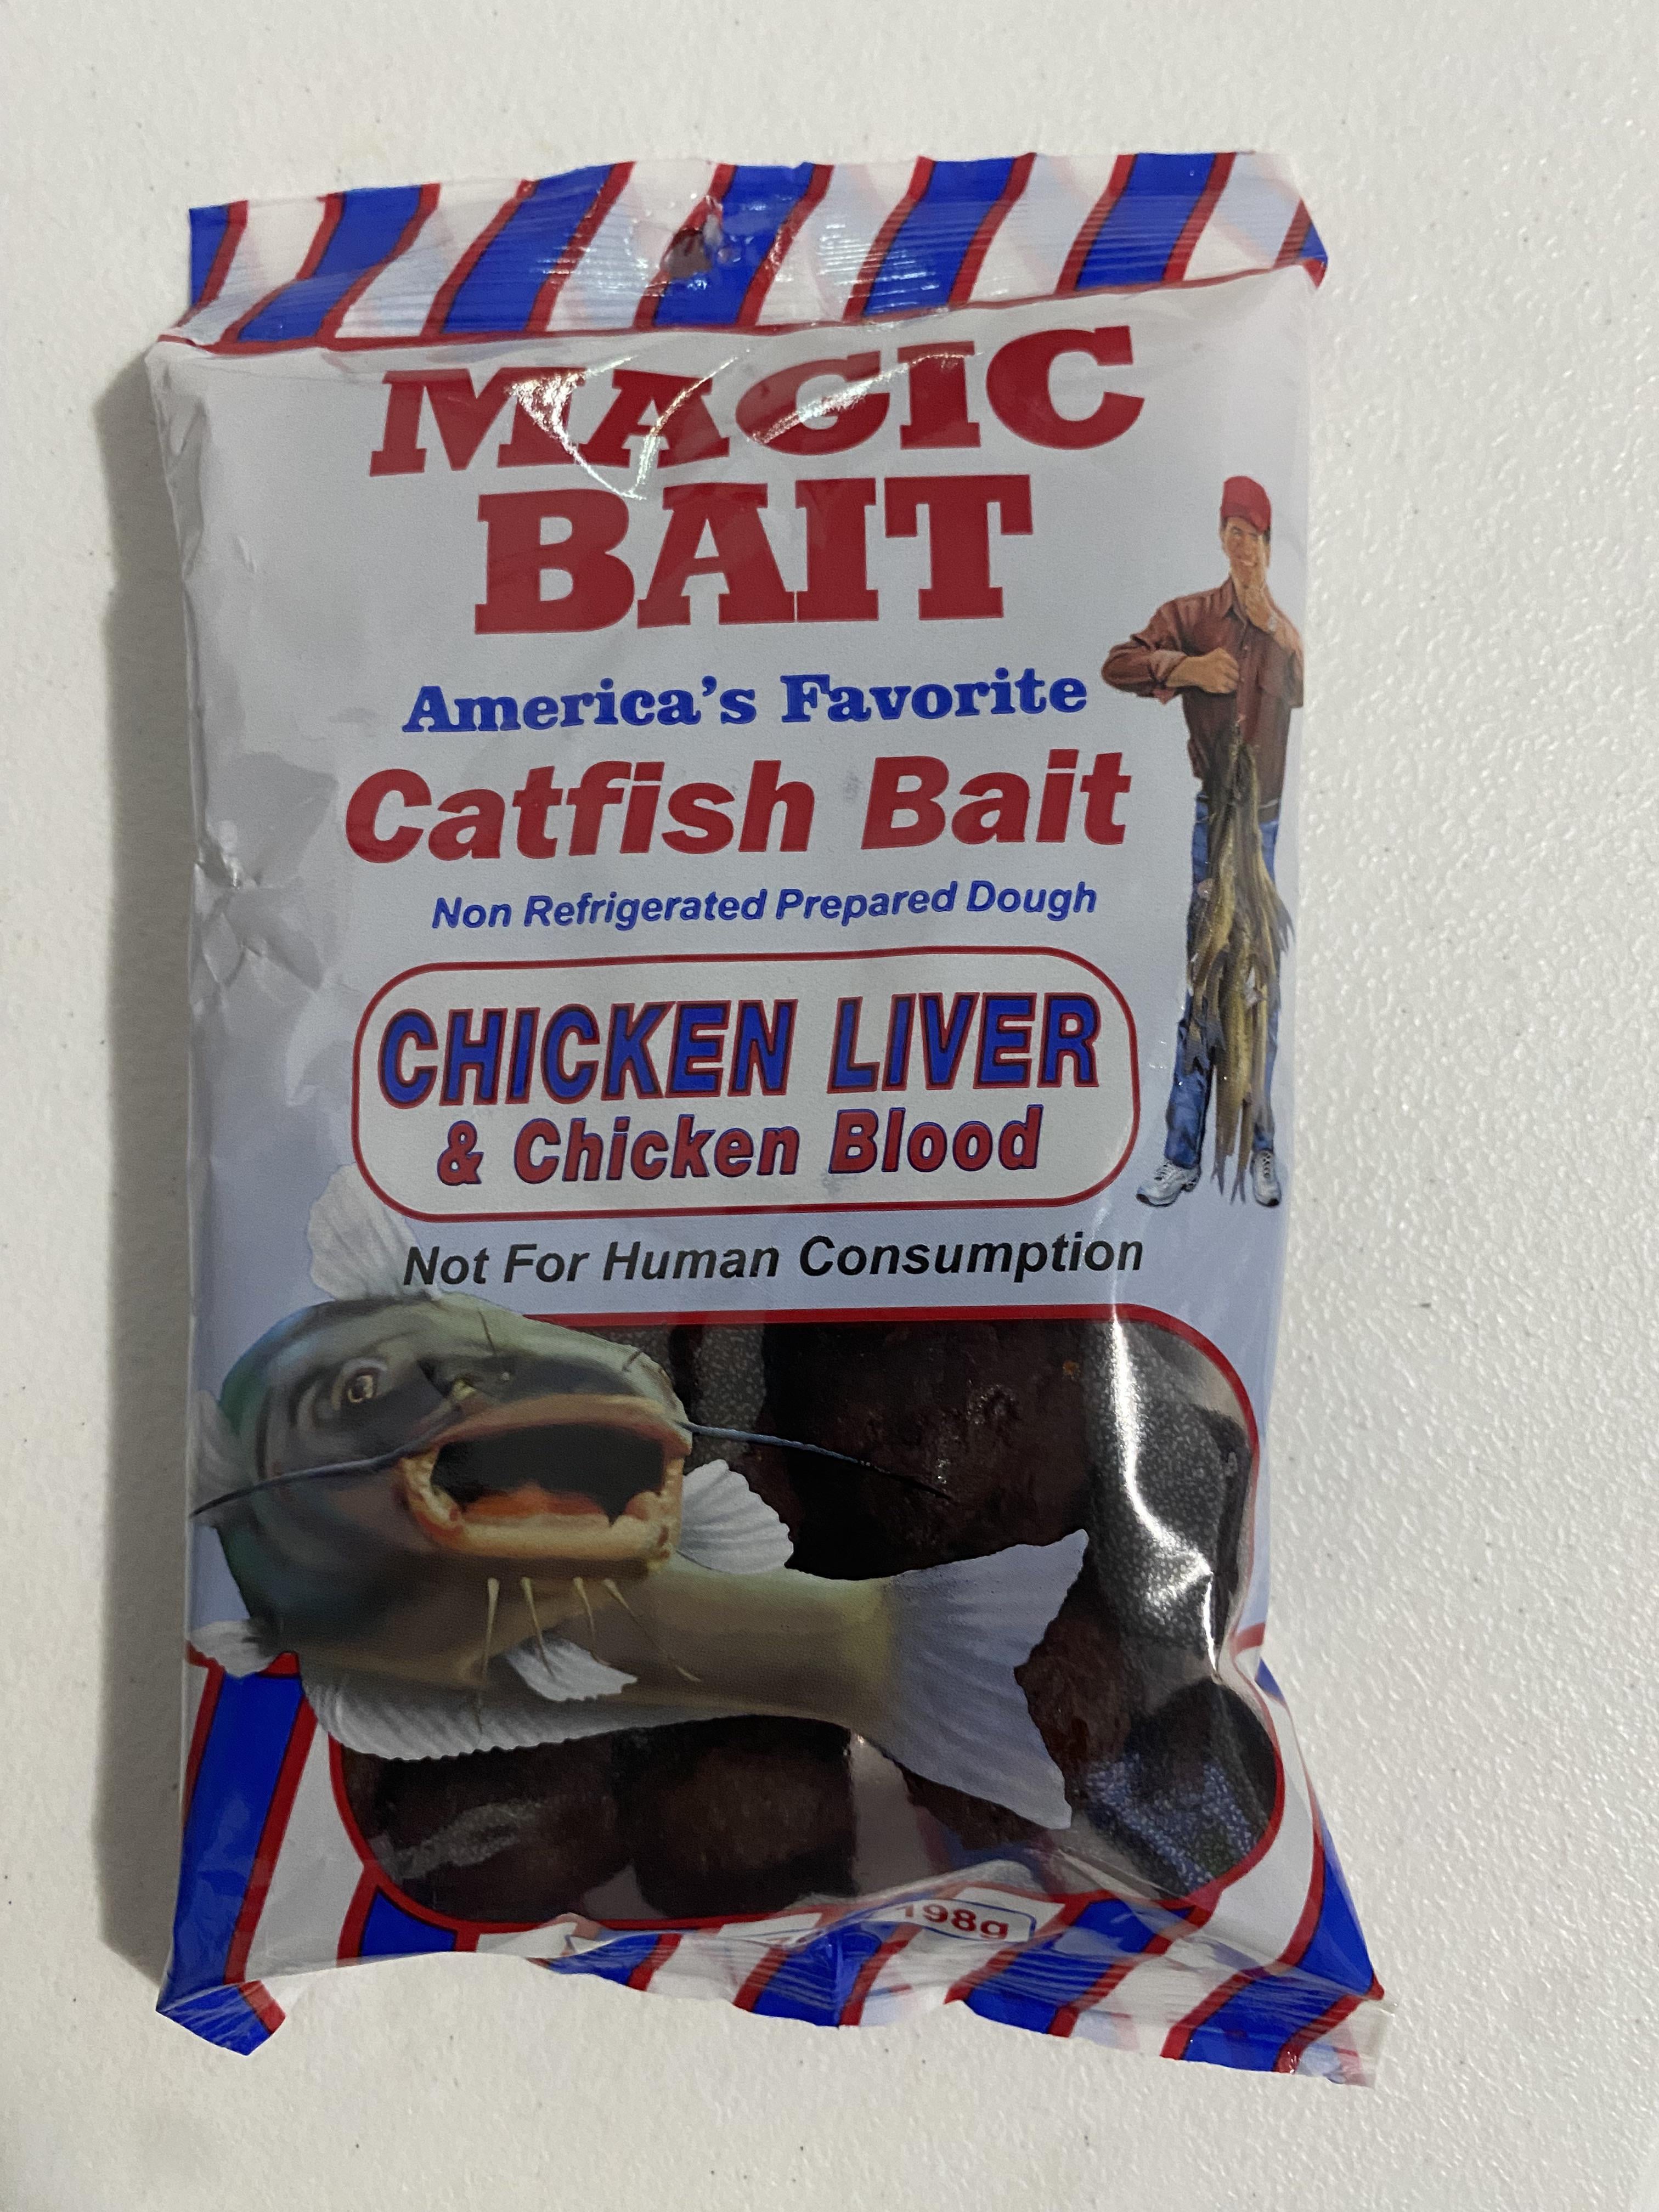 MAGIC
BAIT
America's Favorite
Catfish Bait
Non Refrigerated Prepared Dough
CHICKEN LIVER
& Chicken Blood
Not For Human Consumption
198g